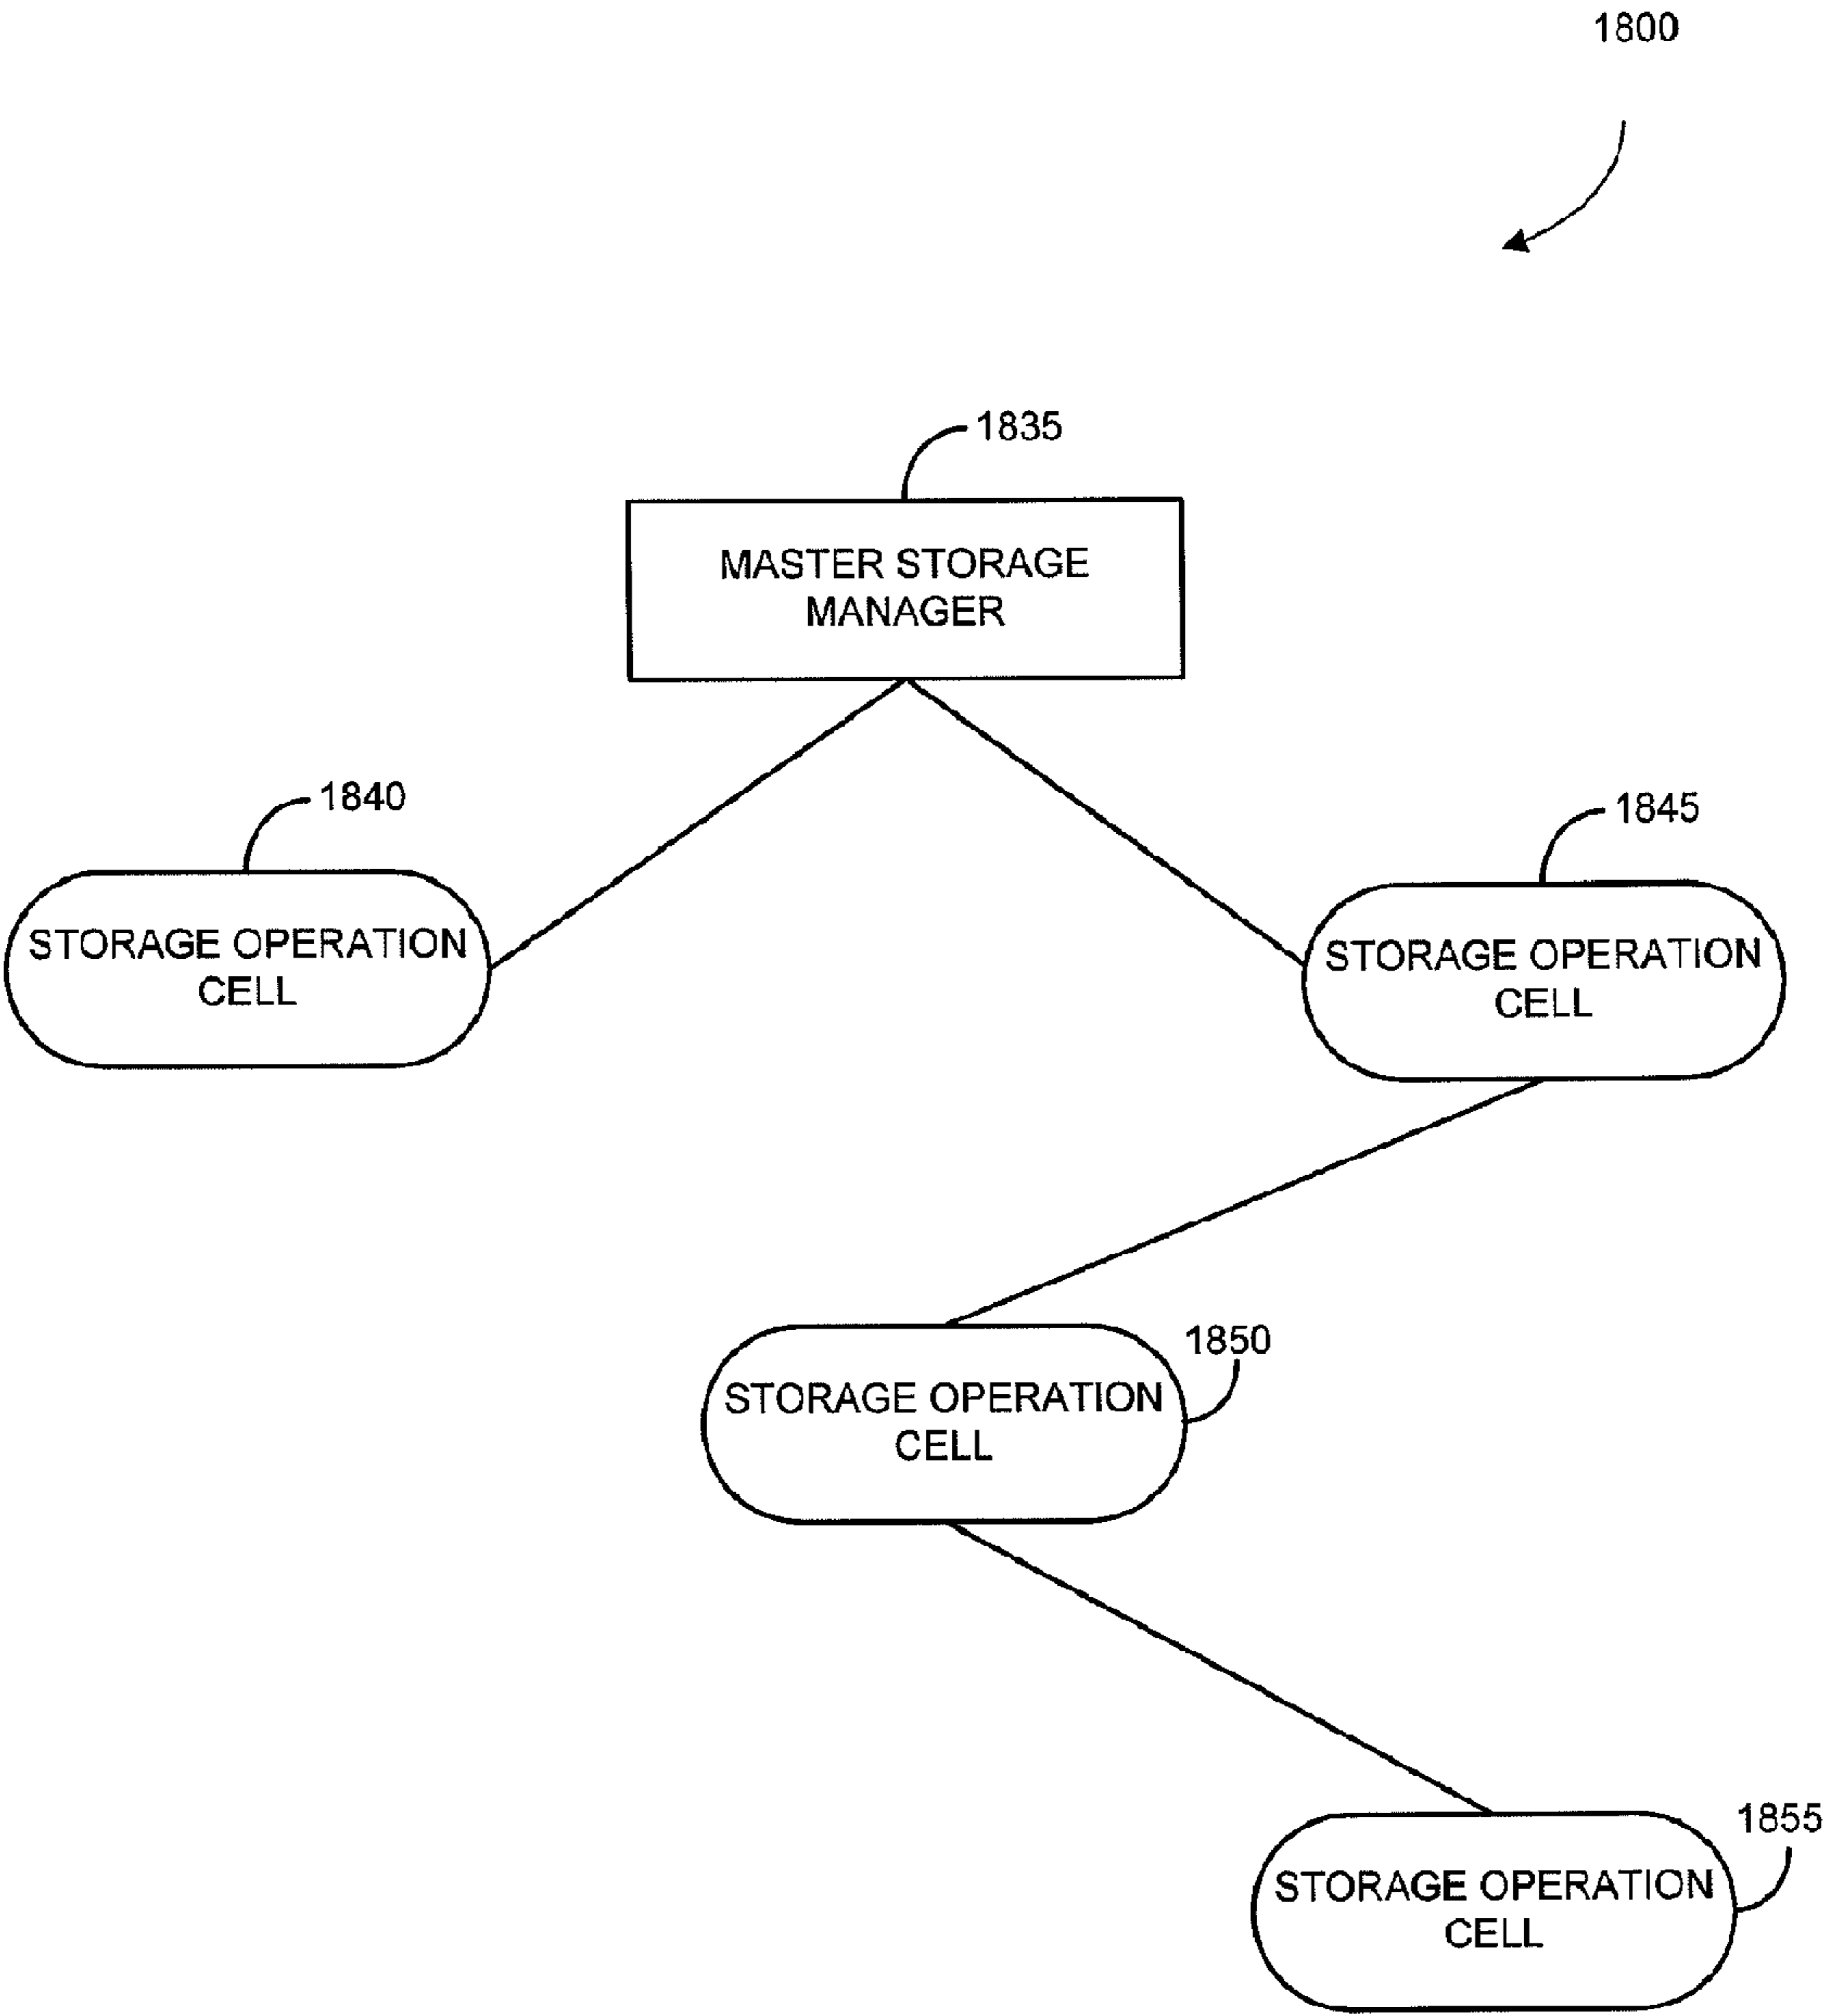 1800
1835
MASTER STORAGE
MANAGER
1840
1845
STORAGE OPERATION
CELL
STORAGE OPERATION
CELL
1850
STORAGE OPERATION
CELL
1855
STORAGE OPERATION
CELL